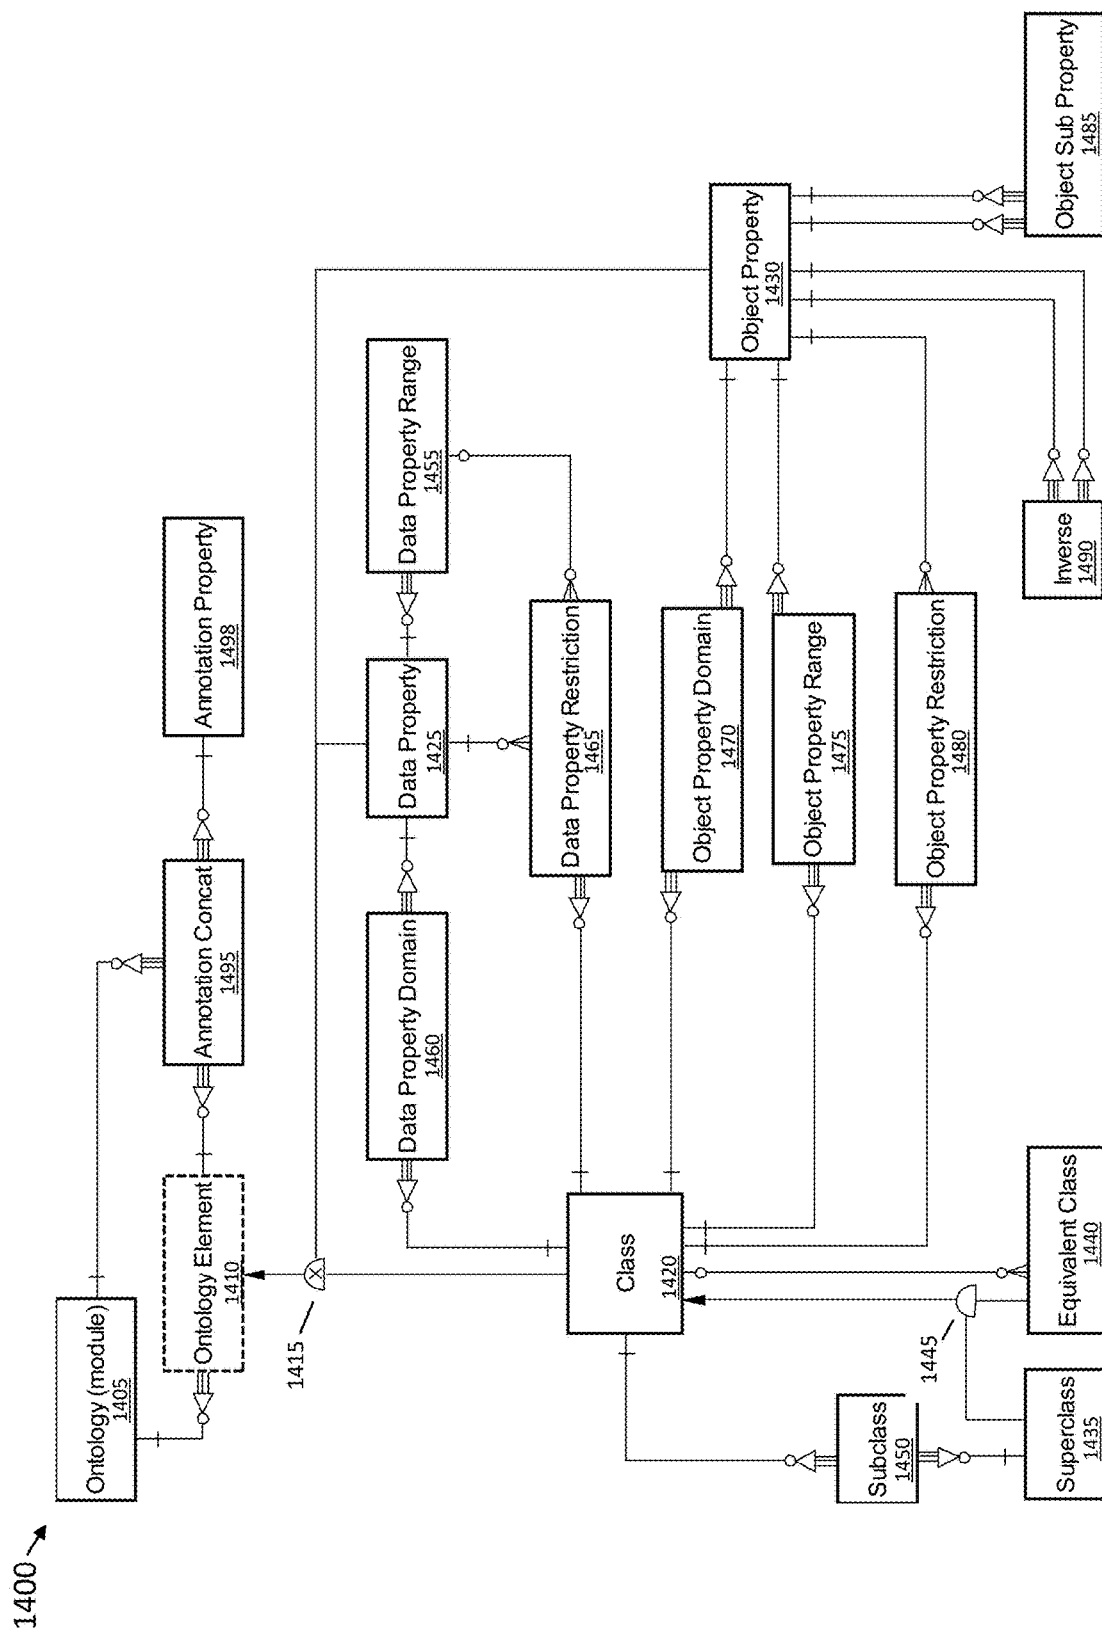 1400
Ontology (module)
1405
Ontology Element
1410
Annotation Concat
1495
Annotation Property
1498
1415
Data Property Domain
1460
Data Property
1425
Data Property Range
1455
Data Property Restriction
1465
Class
1420
Object Property Domain
1470
Object Property Range
1475
Object Property
1430
Object Property Restriction
1480
Subclass
1450
1445
Superclass
1435
Equivalent Class
1440
Inverse
1490
Object Sub Property
1485
X